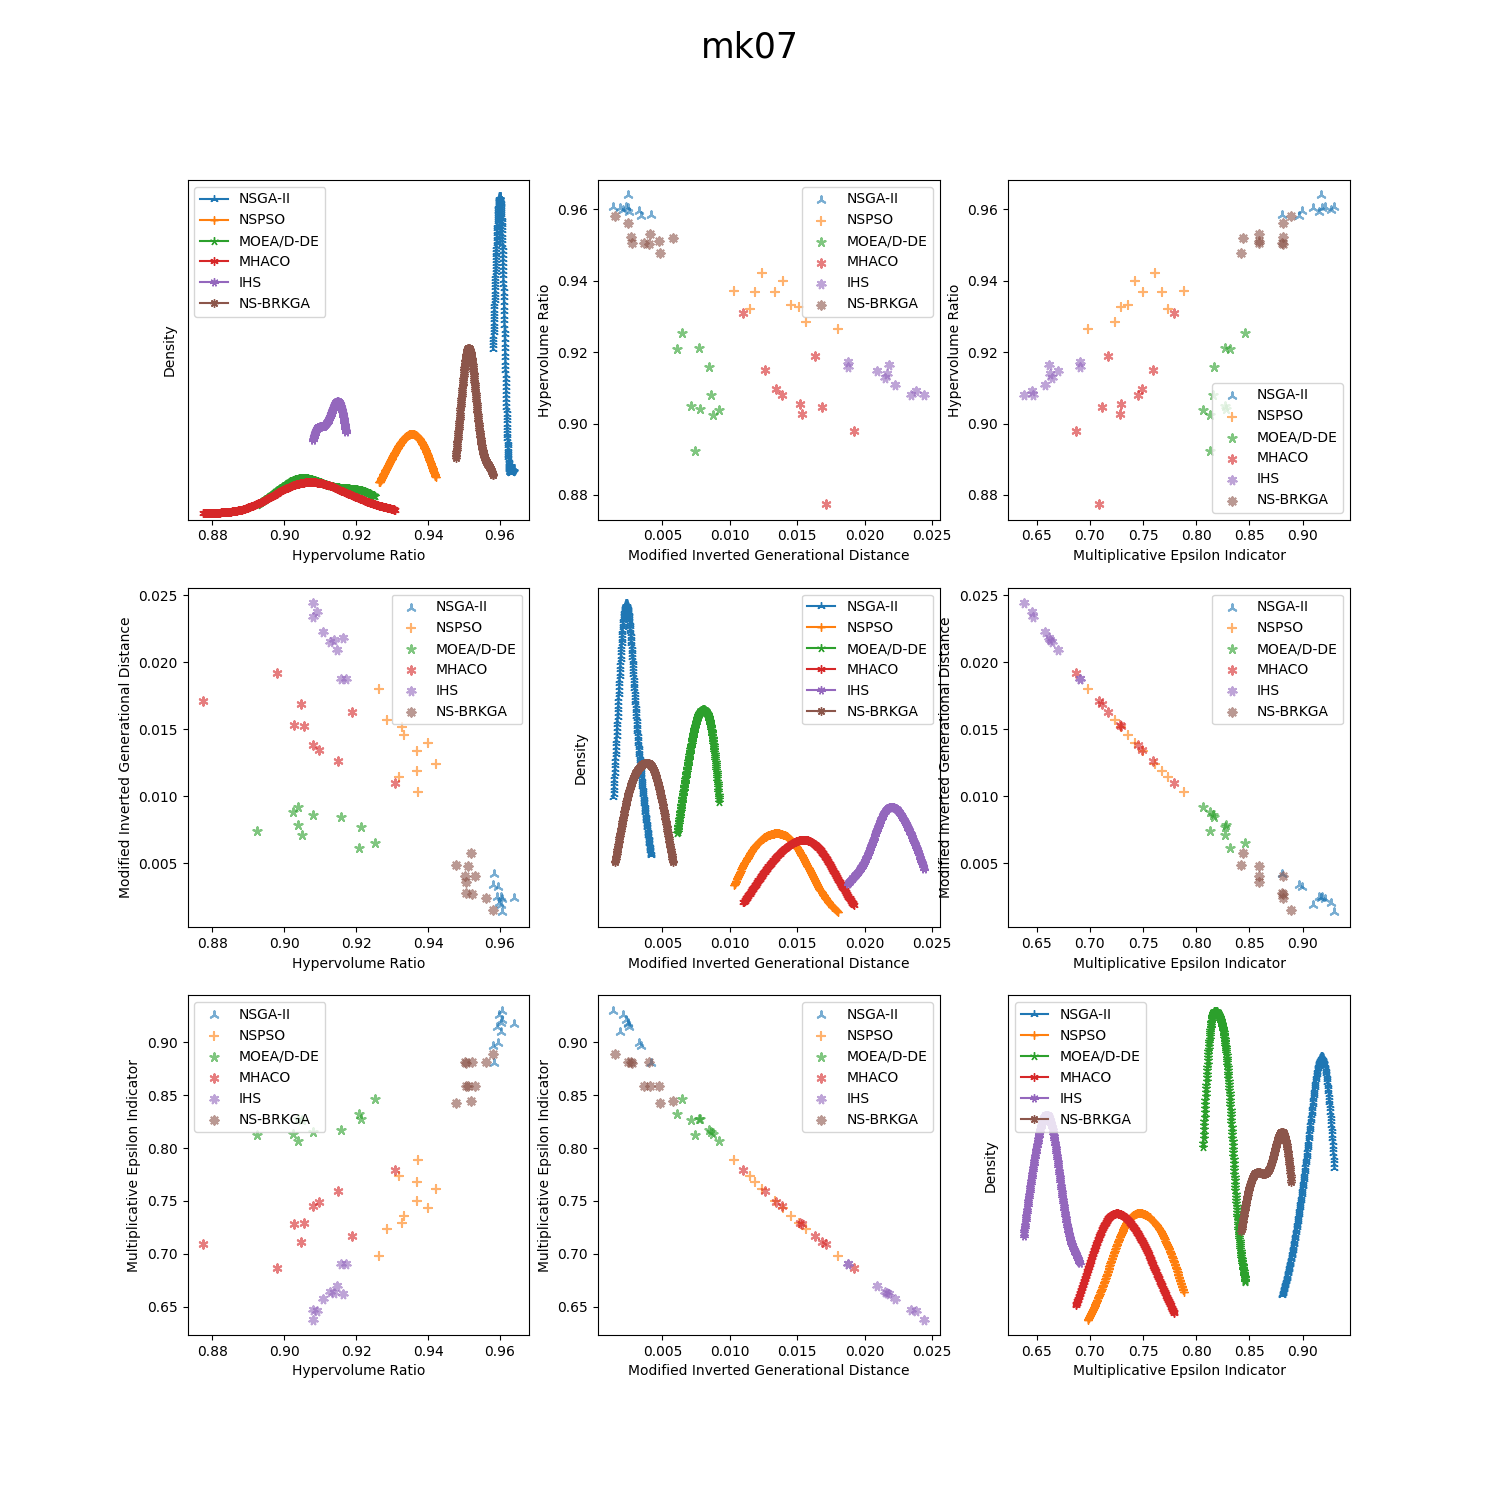 mk07
NSGA-II
NSPSO
MOEA/D-DE
MHACO
IHS
NS-BRKGA
Density
0.88 0.90 0.92 0.94 0.96
Hypervolume Ratio
0.96
0.94
0.92
0.90
0.88
Hypervolume Ratio
NSGA-II
NSPSO
MOEA/D-DE
MHACO
IHS
NS-BRKGA
0.005 0.010 0.015 0.020 0.025
Modified Inverted Generational Distance
0.96
0.94
0.92
0.90
0.88
Hypervolume Ratio
NSGA-II
NSPSO
MOEA/D-DE
MHACO
IHS
NS-BRKGA
0.65 0.70 0.75 0.80 0.85 0.90
Multiplicative Epsilon Indicator
0.025
0.020
0.015
0.010
0.005
Modified Inverted Generational Distance
NSGA-II
NSPSO
MOEA/D-DE
MHACO
IHS
NS-BRKGA
0.88 0.90 0.92 0.94 0.96
Hypervolume Ratio
Density
NSGA-II
NSPSO
MOEA/D-DE
MHACO
IHS
NS-BRKGA
0.005 0.010 0.015 0.020 0.025
Modified Inverted Generational Distance
0.025
0.020
0.015
0.010
0.005
Modified Inverted Generational Distance
NSGA-II
NSPSO
MOEA/D-DE
MHACO
IHS
NS-BRKGA
0.65 0.70 0.75 0.80 0.85 0.90
Multiplicative Epsilon Indicator
0.90
0.85
0.80
0.75
0.70
0.65
Multiplicative Epsilon Indicator
NSGA-II
NSPSO
MOEA/D-DE
MHACO
IHS
NS-BRKGA
0.88 0.90 0.92 0.94 0.96
Hypervolume Ratio
0.90
0.85
0.80
0.75
0.70
0.65
Multiplicative Epsilon Indicator
NSGA-II
NSPSO
MOEA/D-DE
MHACO
IHS
NS-BRKGA
0.005 0.010 0.015 0.020 0.025
Modified Inverted Generational Distance
Density
NSGA-II
NSPSO
MOEA/D-DE
MHACO
IHS
NS-BRKGA
0.65 0.70 0.75 0.80 0.85 0.90
Multiplicative Epsilon Indicator